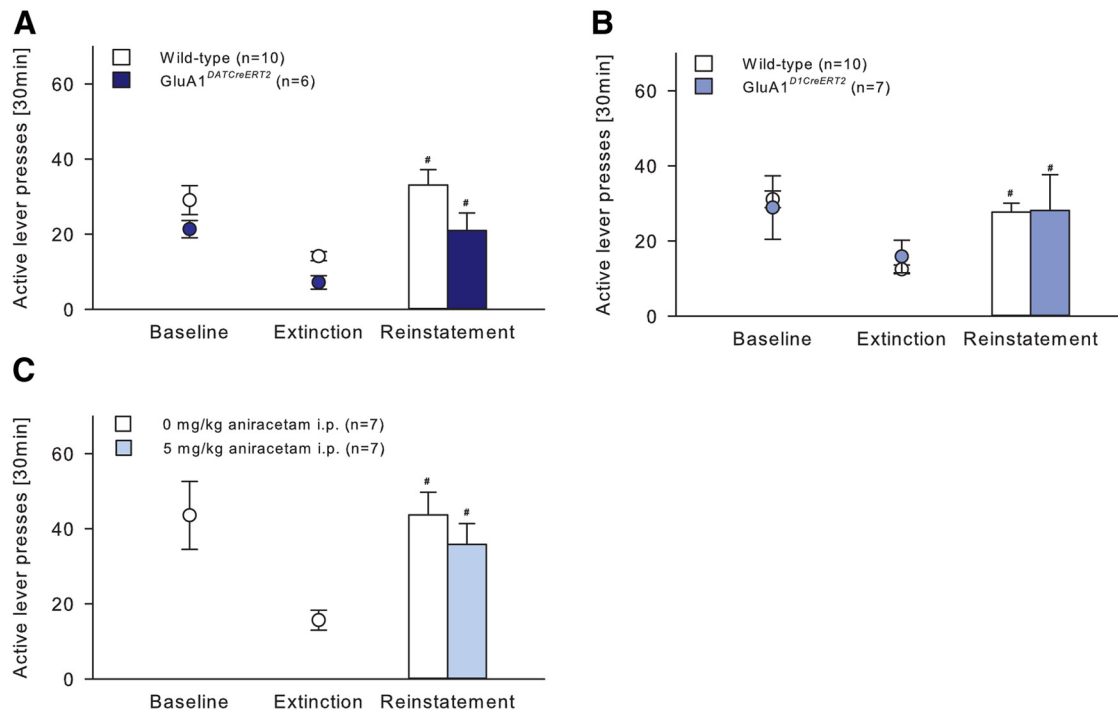 A
Active lever presses [30min]
Wild-type (n=10)
GluA1DATCreERT2 (n=6)
60
40
20
0
#
#
Baseline Extinction Reinstatement
B
Active lever presses [30min]
Wild-type (n=10)
GluA1D1CreERT2 (n=7)
60
40
20
0
#
#
Baseline Extinction Reinstatement
C
Active lever presses [30min]
0 mg/kg aniracetam i.p. (n=7)
5 mg/kg aniracetam i.p. (n=7)
60
40
20
0
#
#
Baseline Extinction Reinstatement